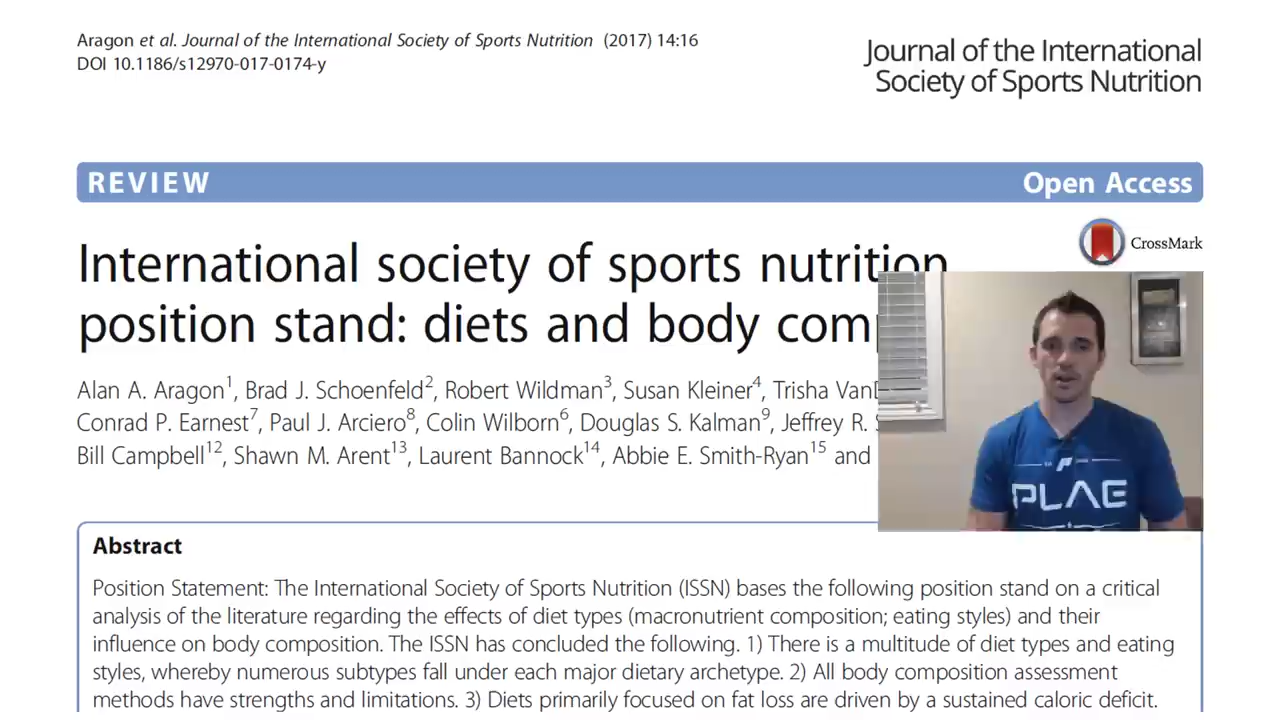 Aragon et al. Journal of the International Society of Sports Nutrition (2017) 14:16
DOI 10.1186/s12970-017-0174-y
Journal of the International
Society of Sports Nutrition
REVIEW
Open Access
CrossMark
International society of sports nutrition
position stand: diets and body
Alan A. Aragon1, Brad J. Schoenfeld2, Robert Wildman3, Susan Kleiner4, Trisha
Conrad P. Earnest7, Paul J. Arciero8, Colin Wilborn6, Douglas S. Kalman9, Jeffrey R.
Bill Campbell12, Shawn M. Arent13, Laurent Bannock14, Abbie E. Smith-Ryan15 and
PLAE
Abstract
Position Statement: The International Society of Sports Nutrition (ISSN) bases the following position stand on a critical
analysis of the literature regarding the effects of diet types (macronutrient composition; eating styles) and their
influence on body composition. The ISSN has concluded the following. 1) There is a multitude of diet types and eating
styles, whereby numerous subtypes fall under each major dietary archetype. 2) All body composition assessment
methods have strengths and limitations. 3) Diets primarily focused on fat loss are driven by a sustained caloric deficit.